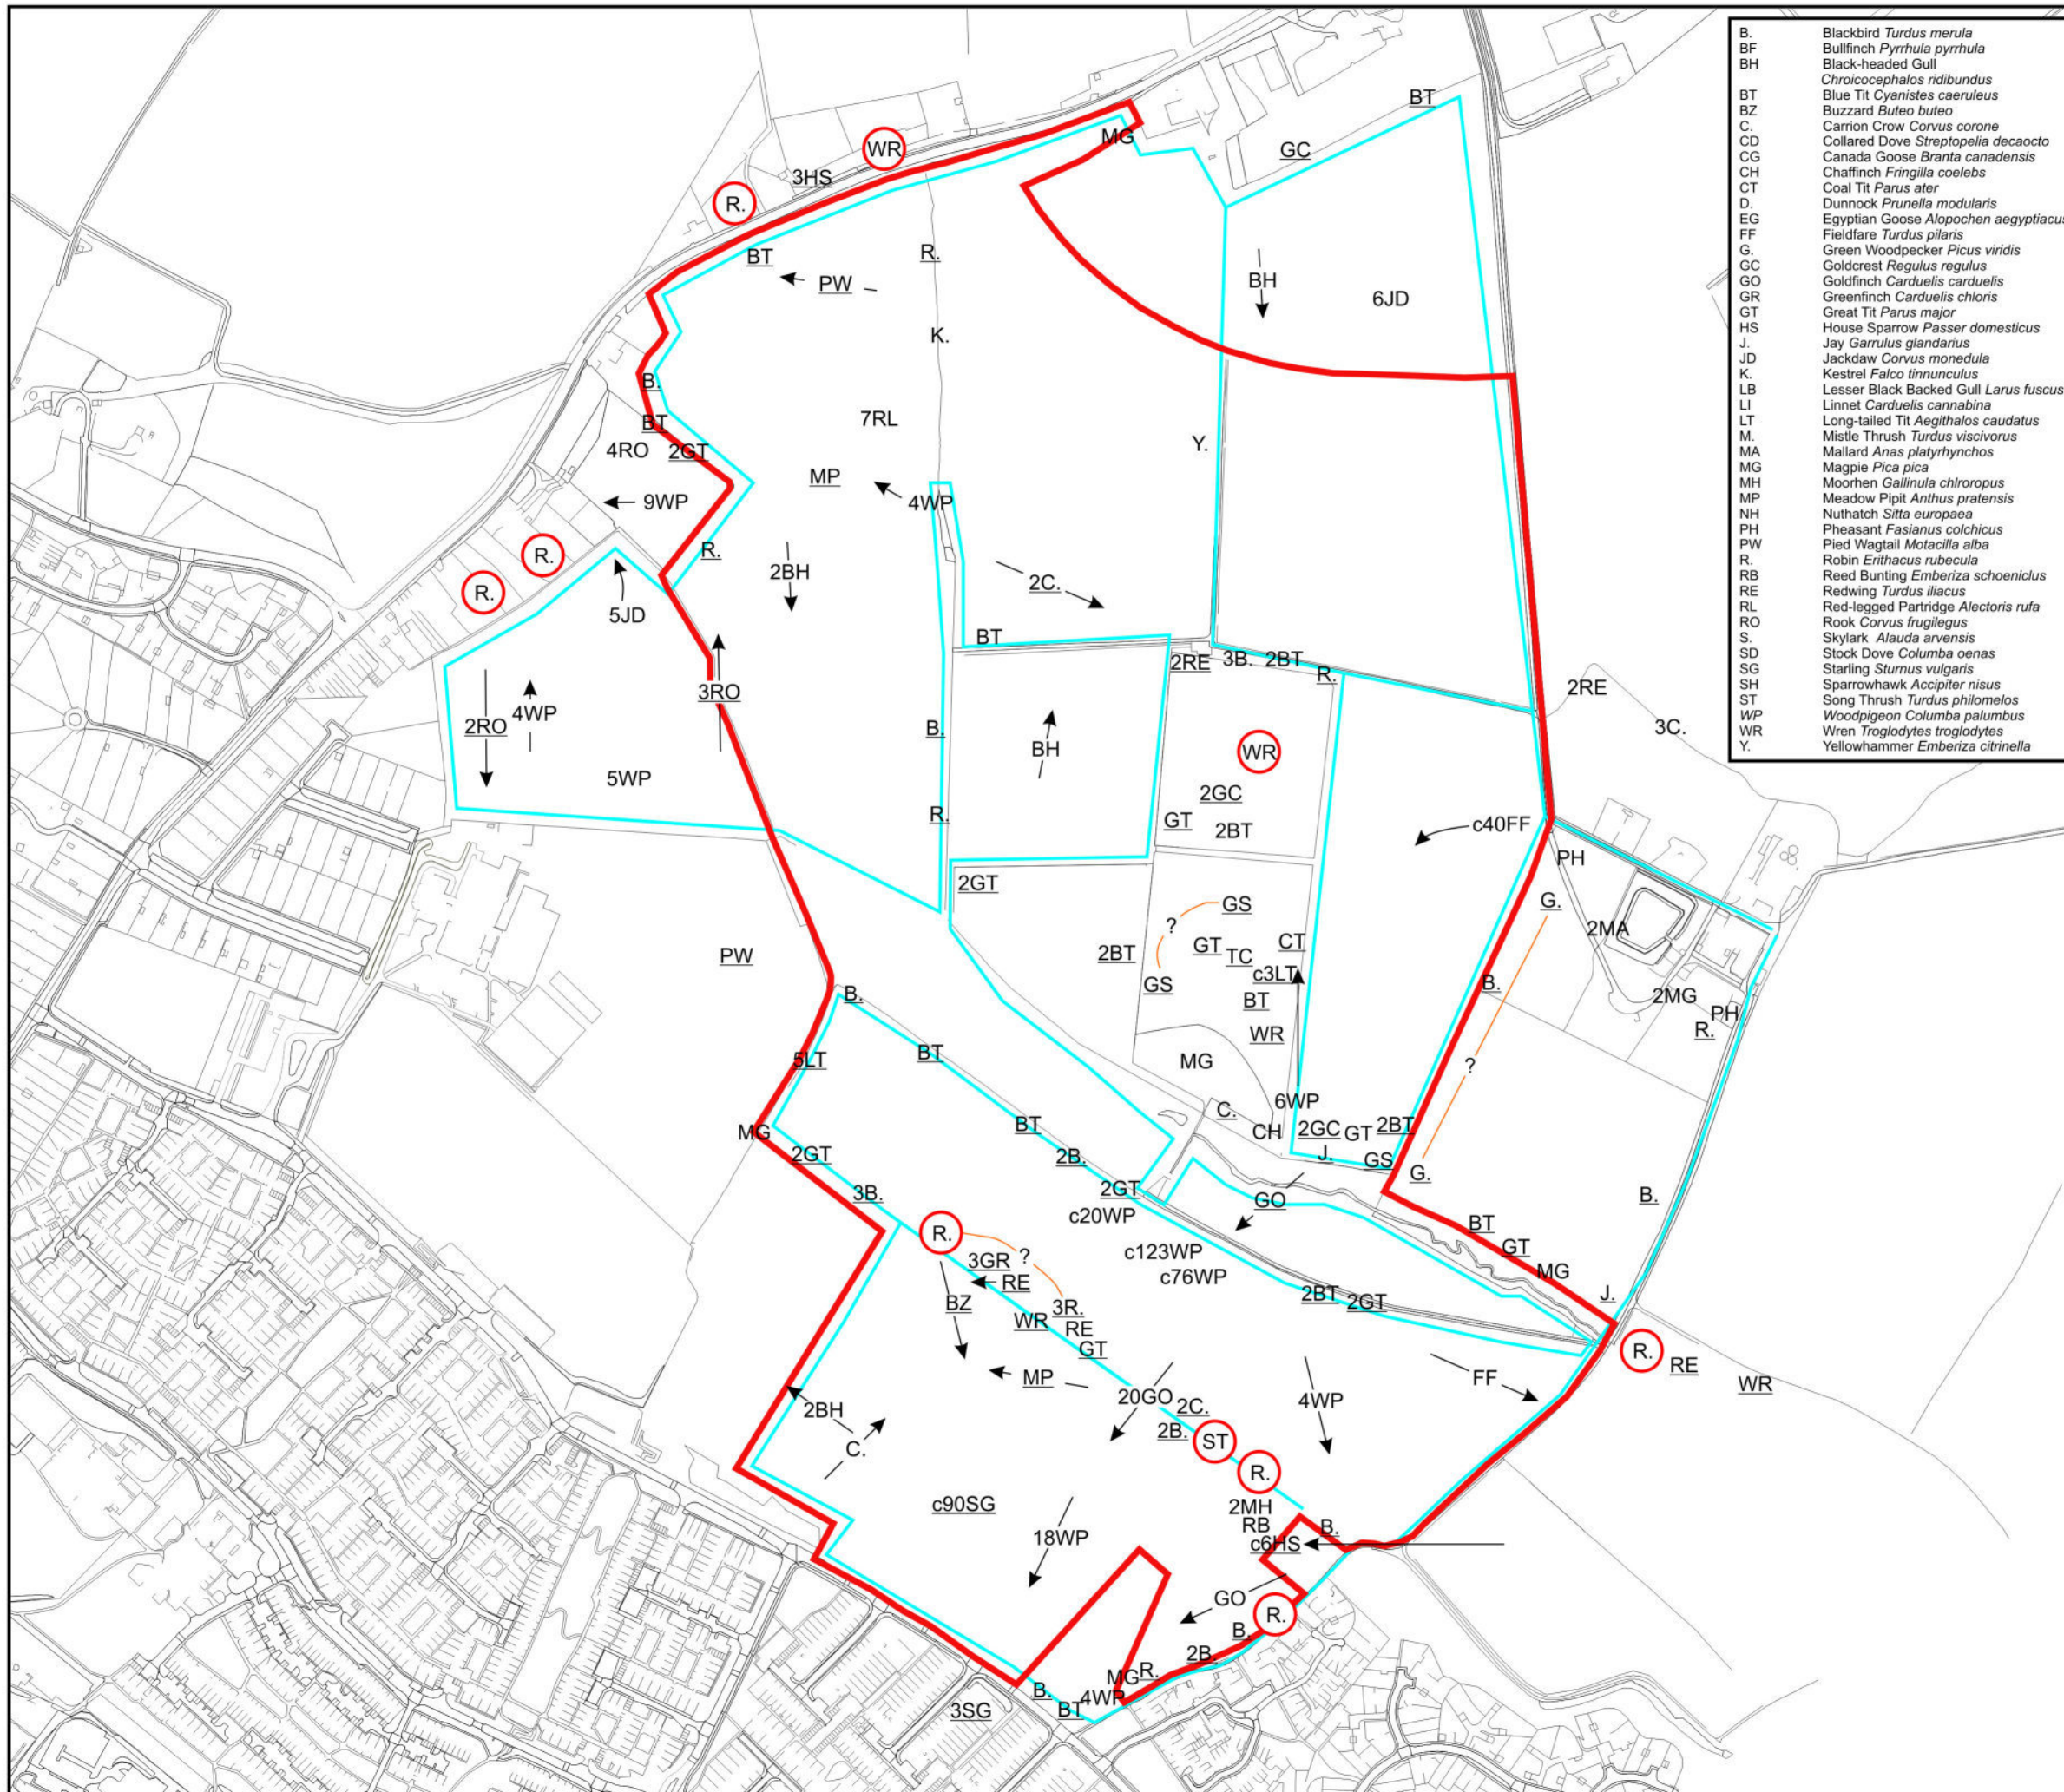 B. Blackbird Turdus merula
BF Bullfinch Pyrrhula pyrrhula
BH Black-headed Gull
Chroicocephalos ridibundus
BT Blue Tit Cyanistes caeruleus
BZ Buzzard Buteo buteo
C. Carrion Crow Corvus corone
CD Collared Dove Streptopelia decaocto
CG Canada Goose Branta canadensis
CH Chaffinch Fringilla coelebs
CT Coal Tit Parus ater
D. Dunnock Prunella modularis
EG Egyptian Goose Alopochen aegyptiacus
FF Fieldfare Turdus pilaris
G. Green Woodpecker Picus viridis
GC Goldcrest Regulus regulus
GO Goldfinch Carduelis carduelis
GR Greenfinch Carduelis chloris
GT Great Tit Parus major
HS House Sparrow Passer domesticus
J. Jay Garrulus glandarius
JD Jackdaw Corvus monedula
K. Kestrel Falco tinnunculus
LB Lesser Black Backed Gull Larus fuscus
LI Linnet Carduelis cannabina
LT Long-tailed Tit Aegithalos caudatus
M. Mistle Thrush Turdus viscivorus
MA Mallard Anas platyrhynchos
MG Magpie Pica pica
MH Moorhen Gallinula chlroropus
MP Meadow Pipit Anthus pratensis
NH Nuthatch Sitta europaea
PH Pheasant Fasianus colchicus
PW Pied Wagtail Motacilla alba
R. Robin Erithacus rubecula
RB Reed Bunting Emberiza schoeniclus
RE Redwing Turdus iliacus
RL Red-legged Partridge Alectoris rufa
RO Rook Corvus frugilegus
S. Skylark Alauda arvensis
SD Stock Dove Columba oenas
SG Starling Sturnus vulgaris
SH Sparrowhawk Accipiter nisus
ST Song Thrush Turdus philomelos
WP Woodpigeon Columba palumbus
WR Wren Troglodytes troglodytes
Y. Yellowhammer Emberiza citrinella
BT
MG
WR
GC
3HS
R.
BT
R.
PW
BH
6JD
K.
B.
7RL
BT
4RO
2GT
Y.
MP
9WP
4WP
R.
R.
2BH
R.
2C.
5JD
BT
2RE
3B.
2BT
R.
2RE
3RO
2RO
4WP
B.
3C.
BH
WR
5WP
2GC
R.
GT
2BT
c40FF
PH
2GT
G.
GS
?
2MA
PW
2BT
GT
TC
CT
c3LT
GS
B.
B.
BT
2MG
PH
WR
R.
BT
5LT
MG
?
6WP
C.
MG
BT
CH
2GC
GT
2BT
2GT
2B.
J.
GS
G.
3B.
2GT
GO
B.
c20WP
BT
R.
GT
3GR
?
c123WP
c76WP
MG
RE
BZ
3R.
2BT
2GT
J.
WR
RE
GT
R.
RE
MP
FF
WR
2BH
20GO
2C.
4WP
C.
2B.
ST
R.
c90SG
2MH
RB
B.
18WP
c6HS
GO
R.
B.
2B.
MG
R.
B.
4WP
3SG
BT